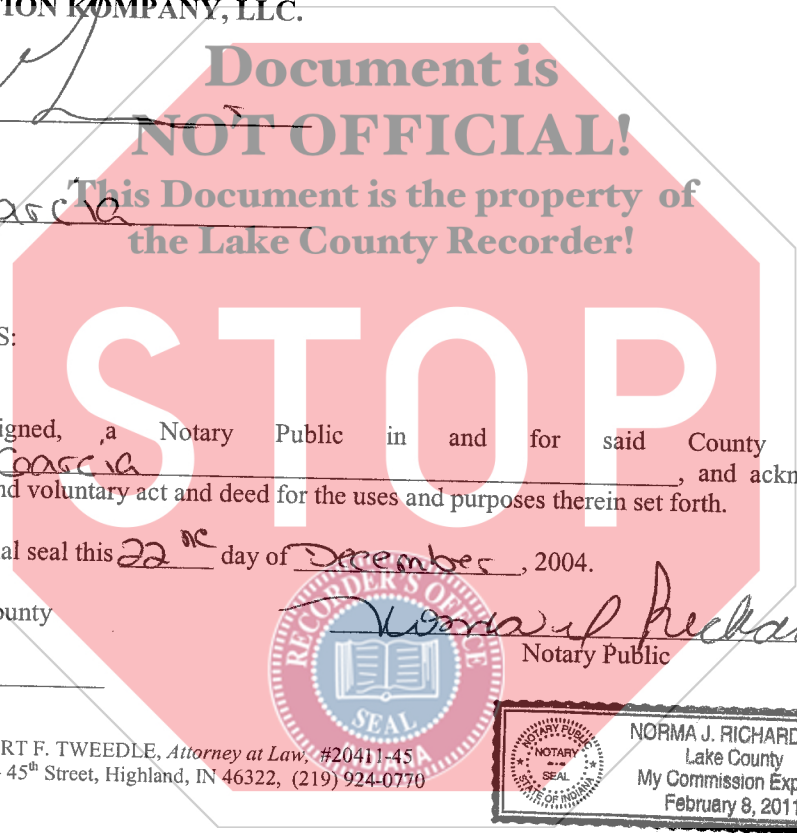 TION KOMPANY, LLC.
Document is
NOT OFFICIAL!
This Document is the property of
arcia
the Lake County Recorder!
STOP
S:
igned, a Notary Public in and for said County
Garcia, and ackn
nd voluntary act and deed for the uses and purposes therein set forth.
al seal this 22nd day of December, 2004.
RECORDER'S OFFICE
SEAL
INDIANA
ounty
Notary Public
NOTARY PUBLIC
NOTARY
SEAL
STATE OF INDIANA
NORMA J. RICHARD
Lake County
My Commission Exp
February 8, 2011
RT F. TWEEDLE, Attorney at Law, #20411-45
45th Street, Highland, IN 46322, (219) 924-0770